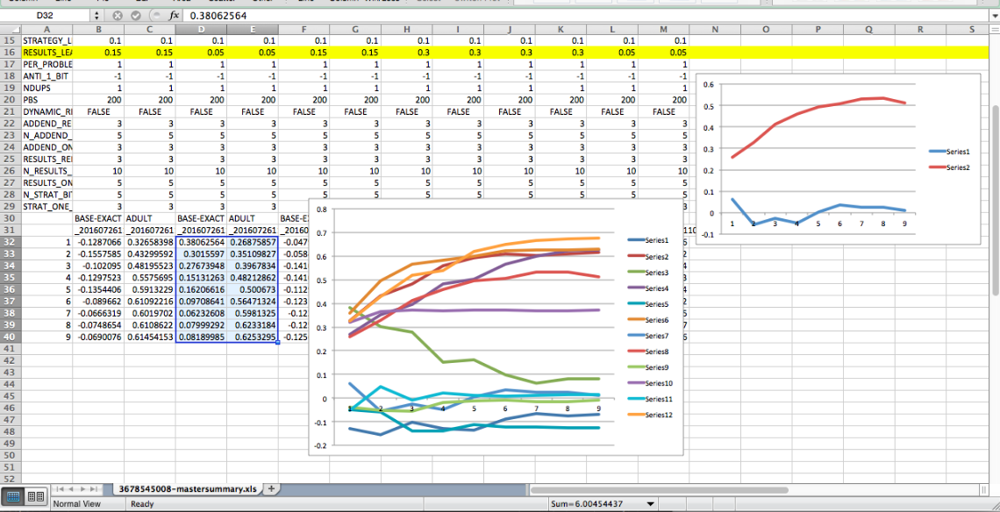 D32 fx 0.38062564
A B C D E F G H I J K L M N O P Q R S
15 STRATEGY_L 0.1 0.1 0.1 0.1 0.1 0.1 0.1 0.1 0.1 0.1 0.1 0.1
16 RESULTS_LEA 0.15 0.15 0.05 0.05 0.15 0.15 0.3 0.3 0.3 0.3 0.05 0.05
17 PER_PROBLE 1 1 1 1 1 1 1 1 1 1 1 1
18 ANTI_1_BIT -1 -1 -1 -1 -1 -1 -1 -1 -1 -1 -1 -1
19 NDUPS 1 1 1 1 1 1 1 1 1 1 1 1
20 PBS 200 200 200 200 200 200 200 200 200 200 200 200
21 DYNAMIC_RI FALSE FALSE FALSE FALSE FALSE FALSE FALSE FALSE FALSE FALSE FALSE FALSE
22 ADDEND_RE 3 3 3 3 3 3 3 3 3 3 3 3
23 N_ADDEND_ 5 5 5 5 5 5 5 5 5 5 5 5
24 ADDEND_ON 3 3 3 3 3 3 3 3 3 3 3 3
25 RESULTS_REI 3 3 3 3 3 3 3 3 3 3 3 3
26 N_RESULTS_ 10 10 10 10 10 10 10 10 10 10 10 10
27 RESULTS_ON 5 5 5 5 5 5 5 5 5 5 5 5
28 N_STRAT_BI 5 5 5 5 5 5 5 5 5 5 5 5
29 STRAT_ONE_ 3 3 3 3 3
30 BASE-EXACT ADULT BASE-EXACT ADULT BASE-E
31 _201607261 _201607261 _201607261 _201607261 _20160
32 1 -0.1287066 0.32658398 0.38062564 0.26875857 -0.047
33 2 -0.1557585 0.43299592 0.3015597 0.35109827 -0.058
34 3 -0.102095 0.48195523 0.27673948 0.3967834 -0.141
35 4 -0.1297523 0.5575695 0.15131263 0.48212862 -0.141
36 5 -0.1354406 0.5913229 0.16206616 0.500673 -0.112
37 6 -0.089662 0.61092216 0.09708641 0.56471324 -0.123
38 7 -0.0666319 0.6019702 0.06232608 0.5981325 -0.12
39 8 -0.0748654 0.6108622 0.07999292 0.6233184 -0.12
40 9 -0.0690076 0.61454153 0.08189985 0.6253295 -0.125
41
42
43
44
45
46
47
48
49
50
51
52
0.8
0.7
0.6
0.5
0.4
0.3
0.2
0.1
0
-0.1
-0.2
1 2 3 4 5 6 7 8 9
Series1
Series2
Series3
Series4
Series5
Series6
Series7
Series8
Series9
Series10
Series11
Series12
0.6
0.5
0.4
0.3
0.2
0.1
0
-0.1
1 2 3 4 5 6 7 8 9
Series1
Series2
3678545008-mastersummary.xls
Normal View Ready Sum=6.00454437